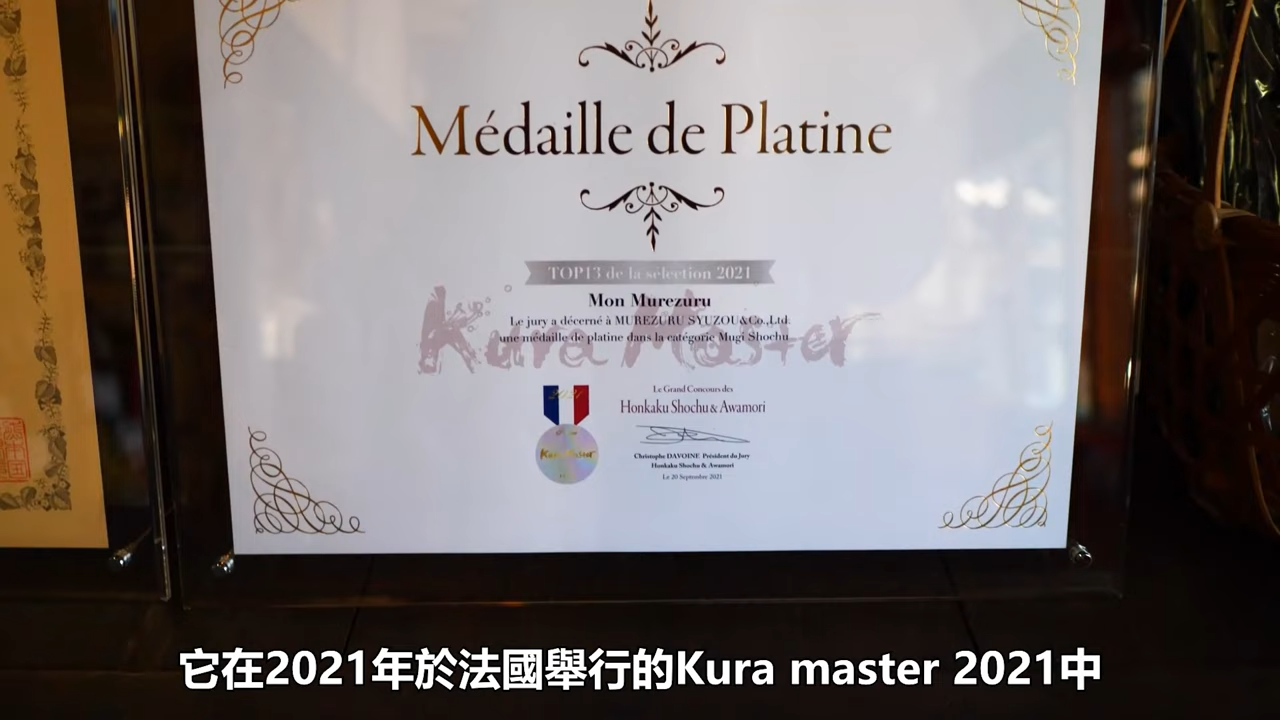 Médaille de Platine
TOP13 de la sélection 2021
Mon Murezuru
Kura Master
Le jury a décerné à MUREZURU SYUZOU&Co.,Ltd.
une médaille de platine dans la catégorie Mugi Shochu
2021
Le Grand Concours des
Honkaku Shochu & Awamori
Kura Master
Christophe DAVOINE Président du Jury
Honkaku Shochu & Awamori
Le 20 Septembre 2021
它在2021年於法國舉行的Kura master 2021中